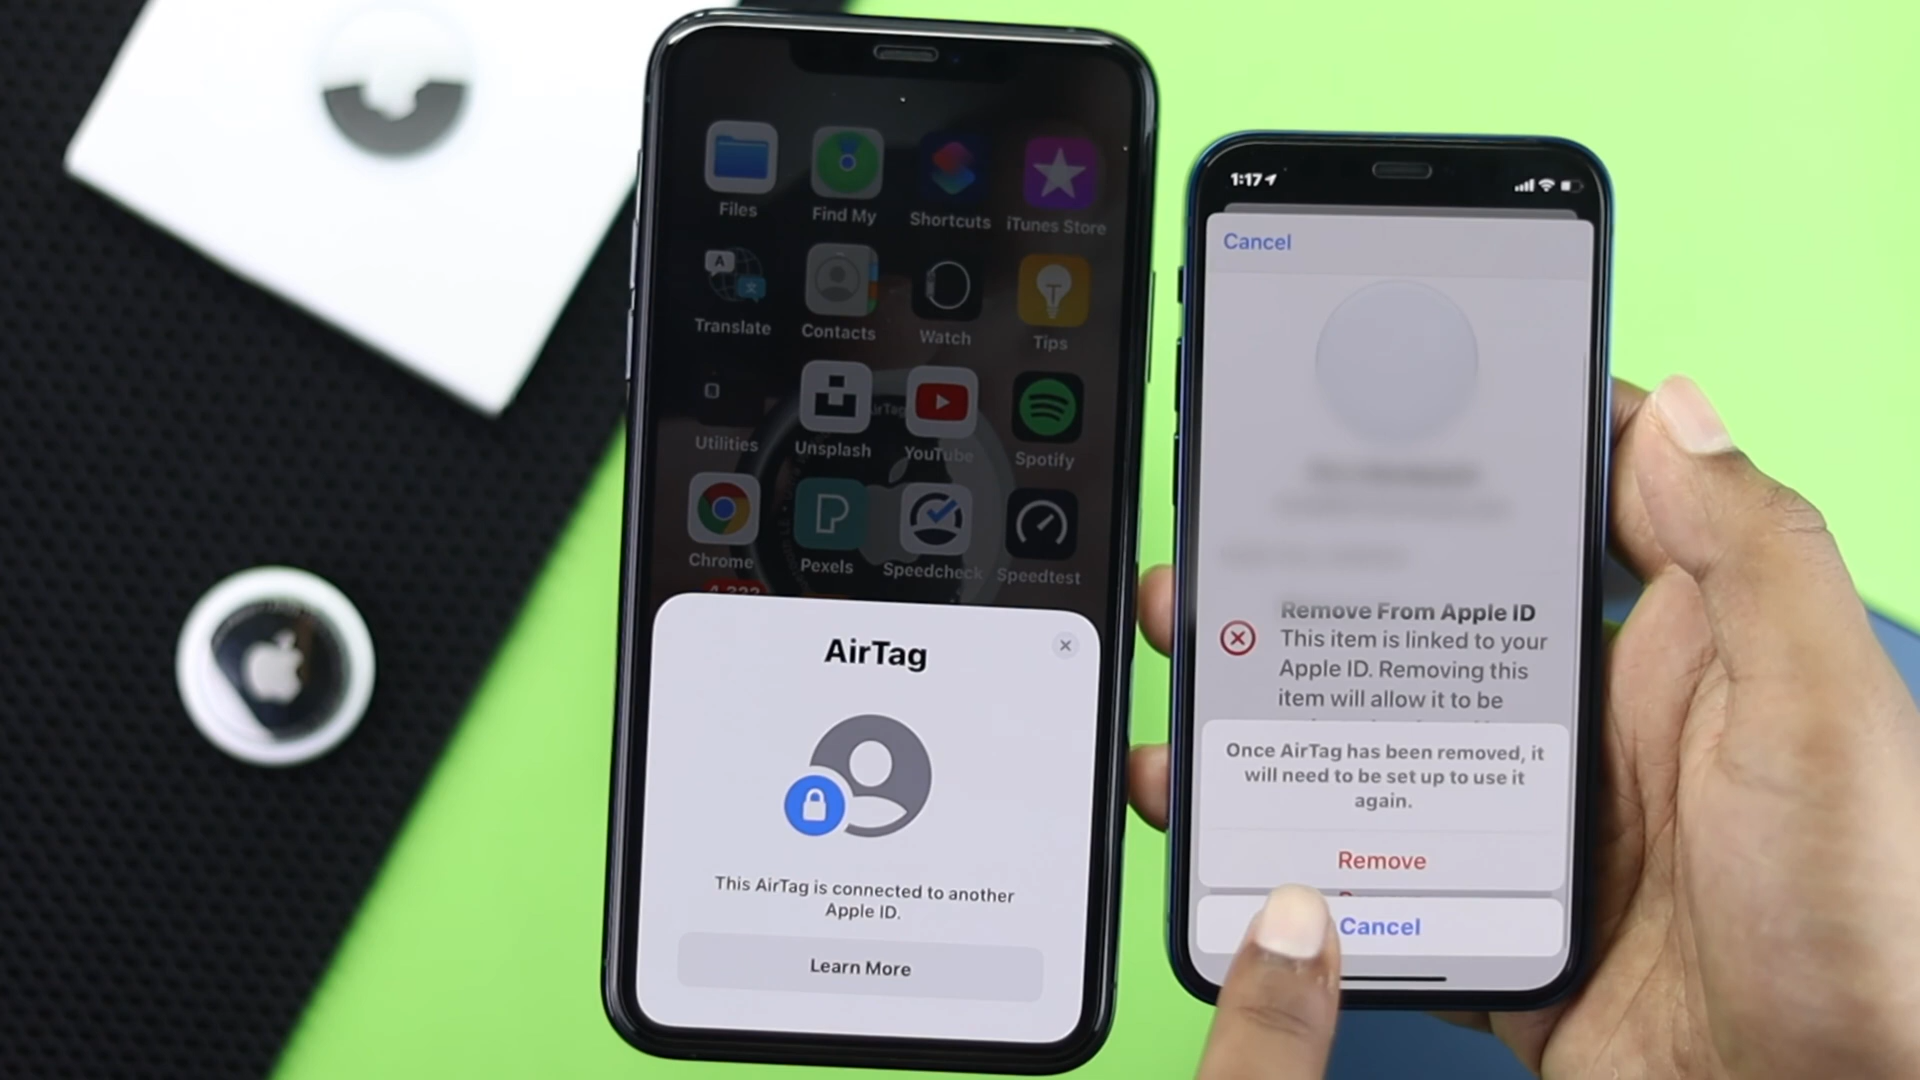 Files
Find My
Shortcuts
iTunes Store
Translate
Contacts
Watch
Tips
Utilities
Unsplash
YouTube
Spotify
Chrome
Pexels
Speedcheck
Speedtest
AirTag
This AirTag is connected to another
Apple ID.
Learn More
1:17
Cancel
Remove From Apple ID
This item is linked to your
Apple ID. Removing this
item will allow it to be
Once AirTag has been removed, it
will need to be set up to use it
again.
Remove
Cancel